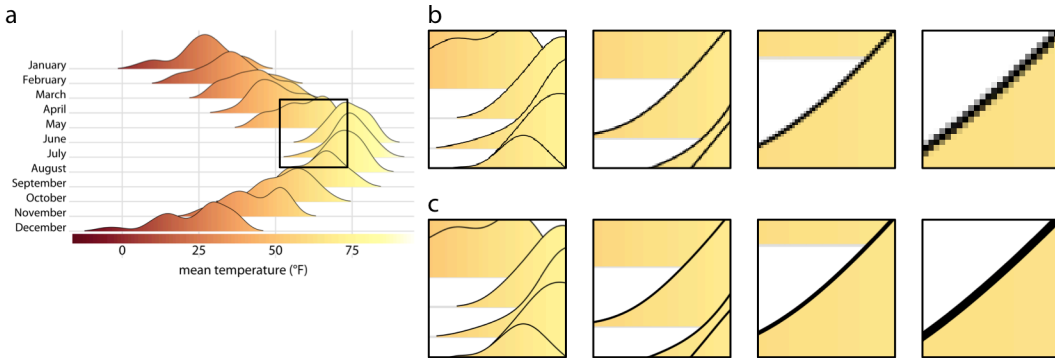 a
January
February
March
April
May
June
July
August
September
October
November
December
0 25 50 75
mean temperature (°F)
b
c